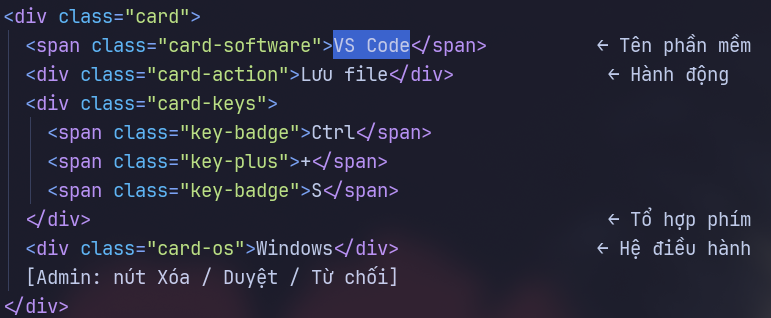 <div class="card">
<span class="card-software">VS Code</span> ← Tên phần mềm
<div class="card-action">Lưu file</div> ← Hành động
<div class="card-keys">
<span class="key-badge">Ctrl</span>
<span class="key-plus">+</span>
<span class="key-badge">S</span>
</div> ← Tổ hợp phím
<div class="card-os">Windows</div> ← Hệ điều hành
[Admin: nút Xóa / Duyệt / Từ chối]
</div>